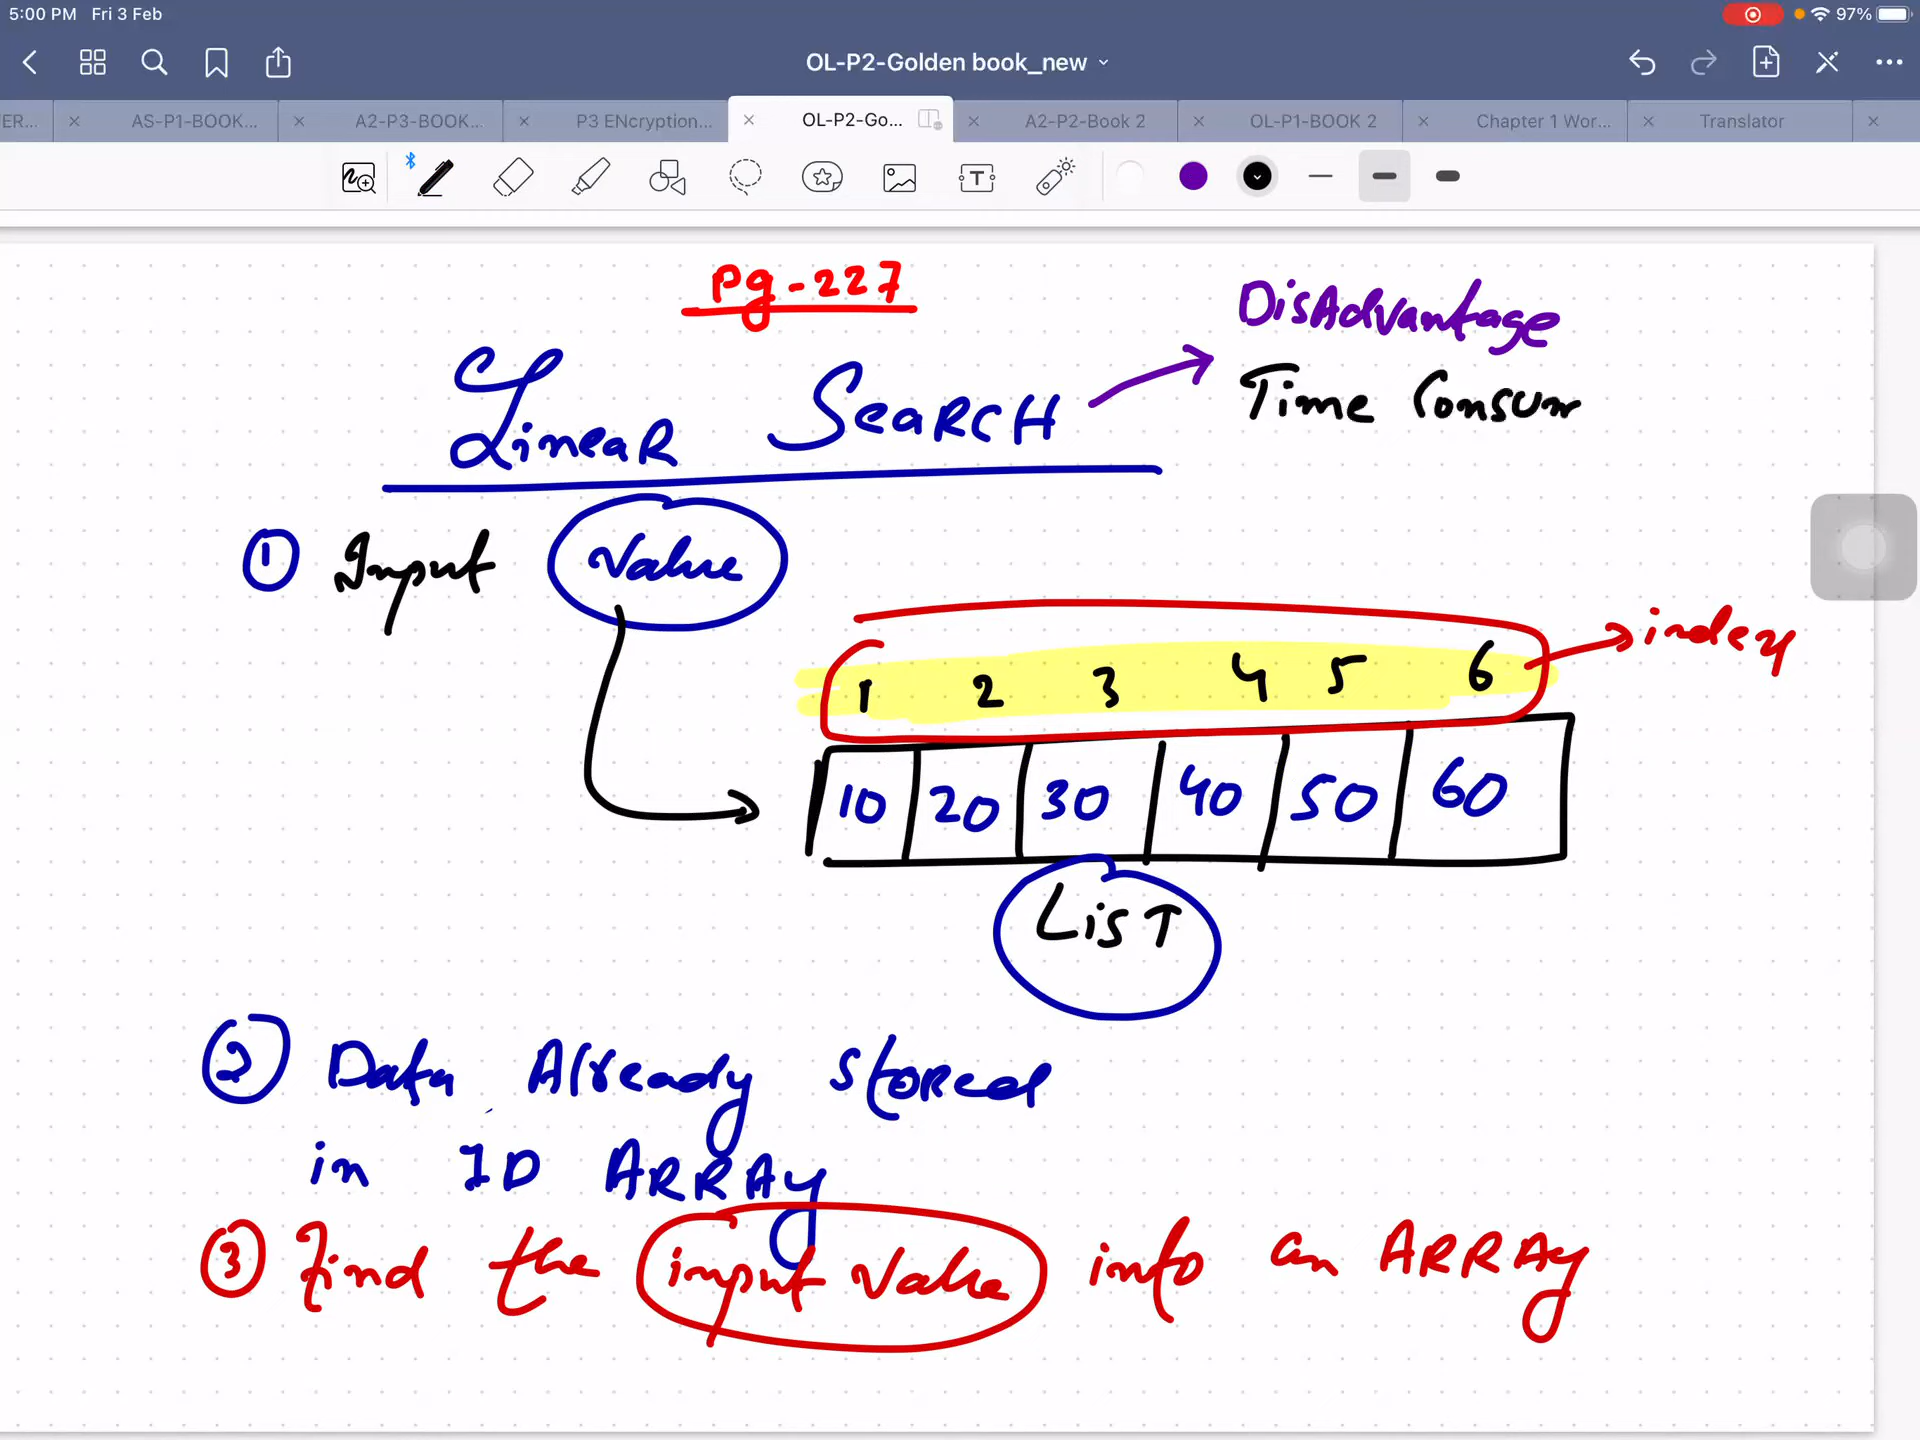 5:00 PM Fri 3 Feb
97%
OL-P2-Golden book_new
ER...
AS-P1-BOOK...
A2-P3-BOOK...
P3 ENcryption...
OL-P2-Go...
A2-P2-Book 2
OL-P1-BOOK 2
Chapter 1 Wor...
Translator
Pg-227
DisAdvantage
Linear Search
Time Consum
① Input Value
index
1 2 3 4 5 6
10 20 30 40 50 60
LisT
② Data Already stored
in 1D ARRAy
③ find the input value into an ARRAy